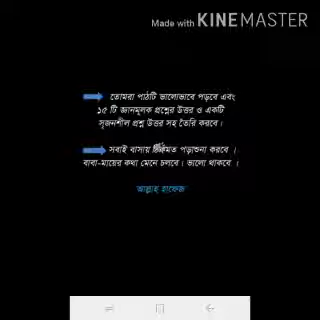 Made with KINEMASTER
তোমরা পাঠটি ভালোভাবে পড়বে এবং
১৫ টি জ্ঞানমূলক প্রশ্নের উত্তর ও একটি
সৃজনশীল প্রশ্ন উত্তর সহ তৈরি করবে।
সবাই বাসায় ঠিকমত পড়াশুনা করবে ।
বাবা-মায়ের কথা মেনে চলবে। ভালো থাকবে ।
আল্লাহ হাফেজ